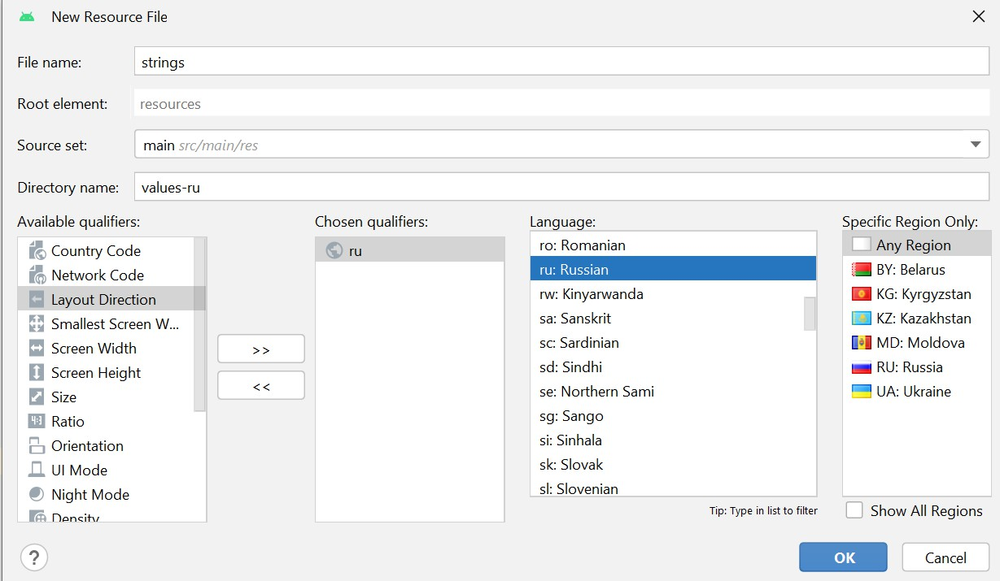 New Resource File
File name:
strings
Root element:
resources
Source set:
main src/main/res
Directory name:
values-ru
Available qualifiers:
Country Code
Network Code
Layout Direction
Smallest Screen W...
Screen Width
Screen Height
Size
Ratio
Orientation
UI Mode
Night Mode
Density
>>
<<
Chosen qualifiers:
ru
Language:
ro: Romanian
ru: Russian
rw: Kinyarwanda
sa: Sanskrit
sc: Sardinian
sd: Sindhi
se: Northern Sami
sg: Sango
si: Sinhala
sk: Slovak
sl: Slovenian
Tip: Type in list to filter
Specific Region Only:
Any Region
BY: Belarus
KG: Kyrgyzstan
KZ: Kazakhstan
MD: Moldova
RU: Russia
UA: Ukraine
Show All Regions
?
OK
Cancel